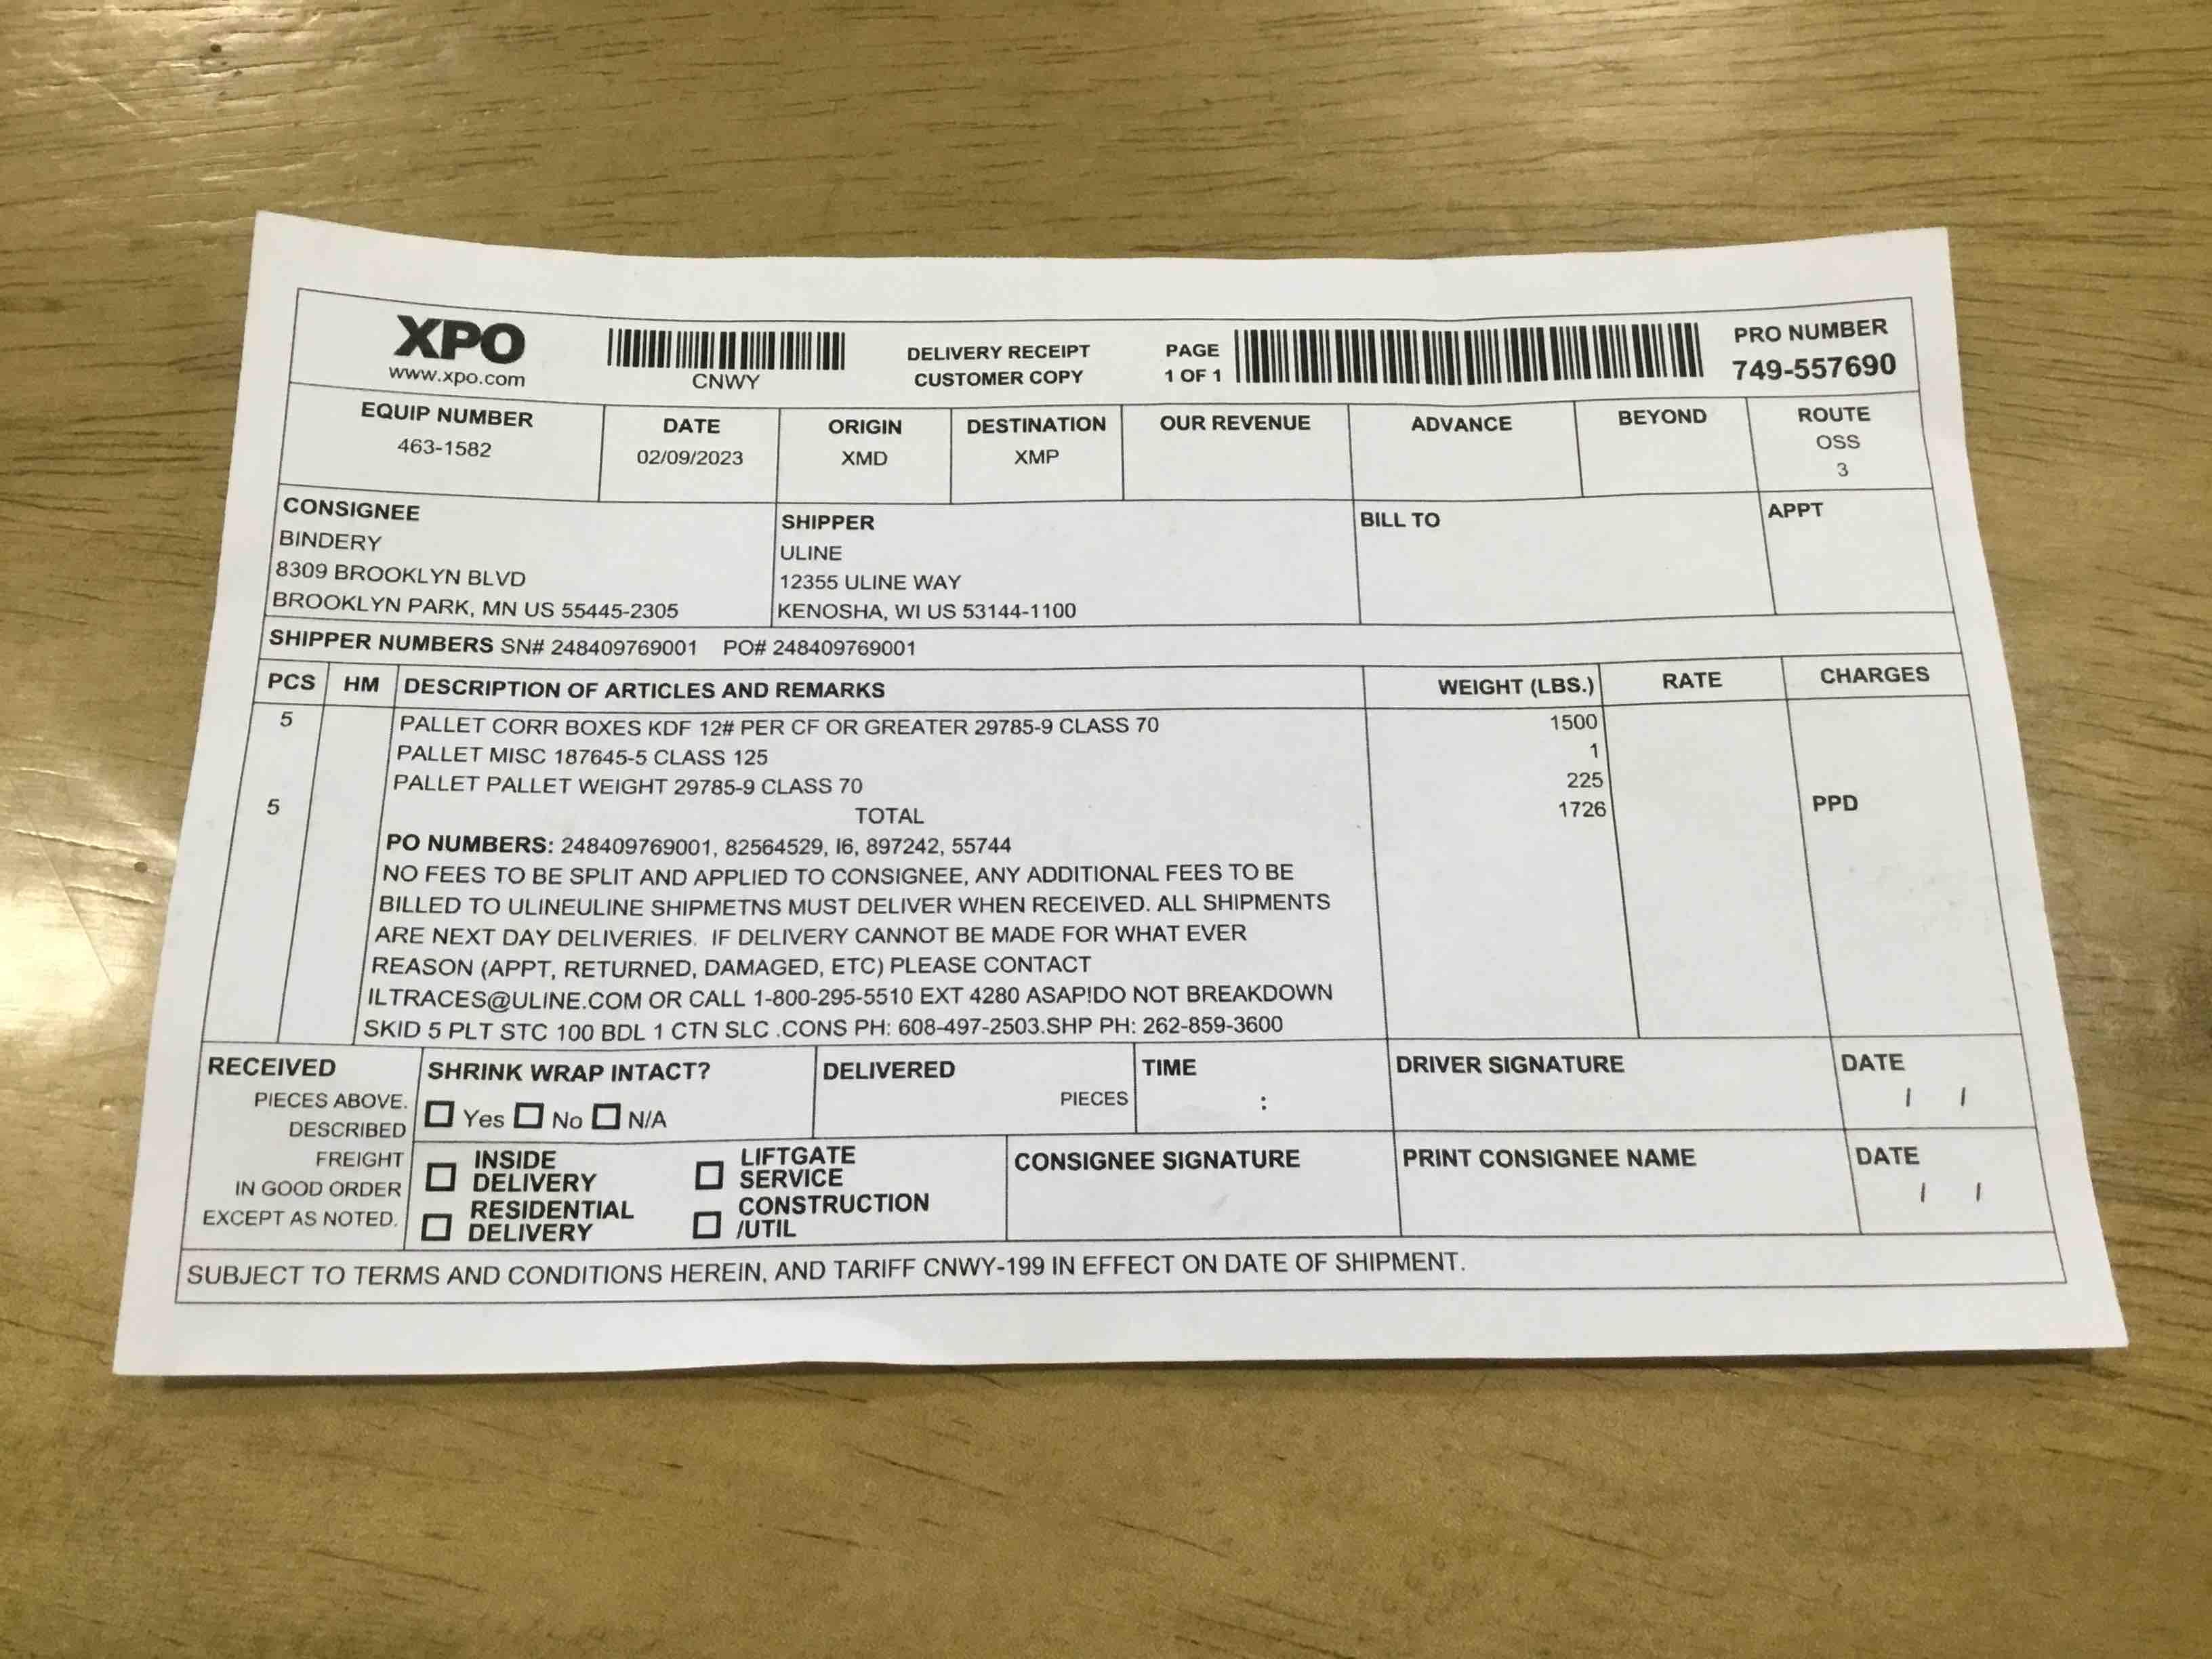 XPO
www.xpo.com
CNWY
DELIVERY RECEIPT
CUSTOMER COPY
PAGE
1 OF 1
PRO NUMBER
749-557690
EQUIP NUMBER
463-1582
DATE
02/09/2023
ORIGIN
XMD
DESTINATION
XMP
OUR REVENUE
ADVANCE
BEYOND
ROUTE
OSS
3
CONSIGNEE
BINDERY
8309 BROOKLYN BLVD
BROOKLYN PARK, MN US 55445-2305
SHIPPER
ULINE
12355 ULINE WAY
KENOSHA, WI US 53144-1100
BILL TO
APPT
SHIPPER NUMBERS SN# 248409769001 PO# 248409769001
PCS HM DESCRIPTION OF ARTICLES AND REMARKS WEIGHT (LBS.) RATE CHARGES
5 PALLET CORR BOXES KDF 12# PER CF OR GREATER 29785-9 CLASS 70 1500
PALLET MISC 187645-5 CLASS 125 1
PALLET PALLET WEIGHT 29785-9 CLASS 70 225
5 TOTAL 1726 PPD
PO NUMBERS: 248409769001, 82564529, I6, 897242, 55744
NO FEES TO BE SPLIT AND APPLIED TO CONSIGNEE, ANY ADDITIONAL FEES TO BE
BILLED TO ULINEULINE SHIPMETNS MUST DELIVER WHEN RECEIVED. ALL SHIPMENTS
ARE NEXT DAY DELIVERIES. IF DELIVERY CANNOT BE MADE FOR WHAT EVER
REASON (APPT, RETURNED, DAMAGED, ETC) PLEASE CONTACT
ILTRACES@ULINE.COM OR CALL 1-800-295-5510 EXT 4280 ASAP!DO NOT BREAKDOWN
SKID 5 PLT STC 100 BDL 1 CTN SLC .CONS PH: 608-497-2503.SHP PH: 262-859-3600
RECEIVED
PIECES ABOVE.
DESCRIBED
FREIGHT
IN GOOD ORDER
EXCEPT AS NOTED.
SHRINK WRAP INTACT?
Yes No N/A
DELIVERED
PIECES
TIME
:
DRIVER SIGNATURE
DATE
/ /
INSIDE
DELIVERY
RESIDENTIAL
DELIVERY
LIFTGATE
SERVICE
CONSTRUCTION
/UTIL
CONSIGNEE SIGNATURE
PRINT CONSIGNEE NAME
DATE
/ /
SUBJECT TO TERMS AND CONDITIONS HEREIN, AND TARIFF CNWY-199 IN EFFECT ON DATE OF SHIPMENT.